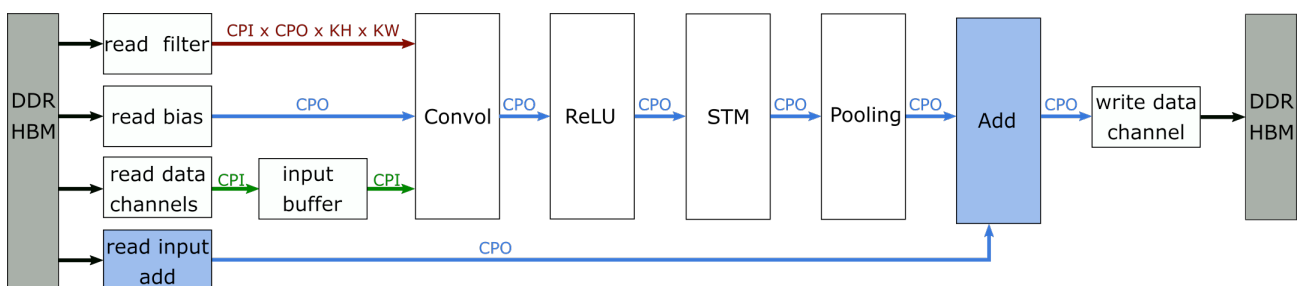 DDR
HBM
read filter
CPI x CPO x KH x KW
read bias
CPO
read data
channels
CPI
input
buffer
CPI
read input
add
CPO
Convol
CPO
ReLU
CPO
STM
CPO
Pooling
CPO
Add
CPO
write data
channel
DDR
HBM